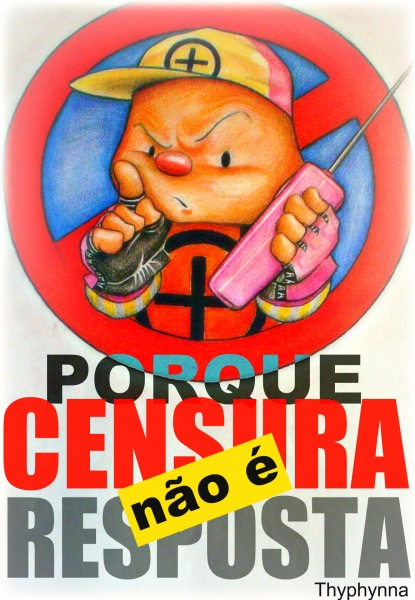 PORQUE
CENSURA
não é
RESPOSTA
Thyphynna